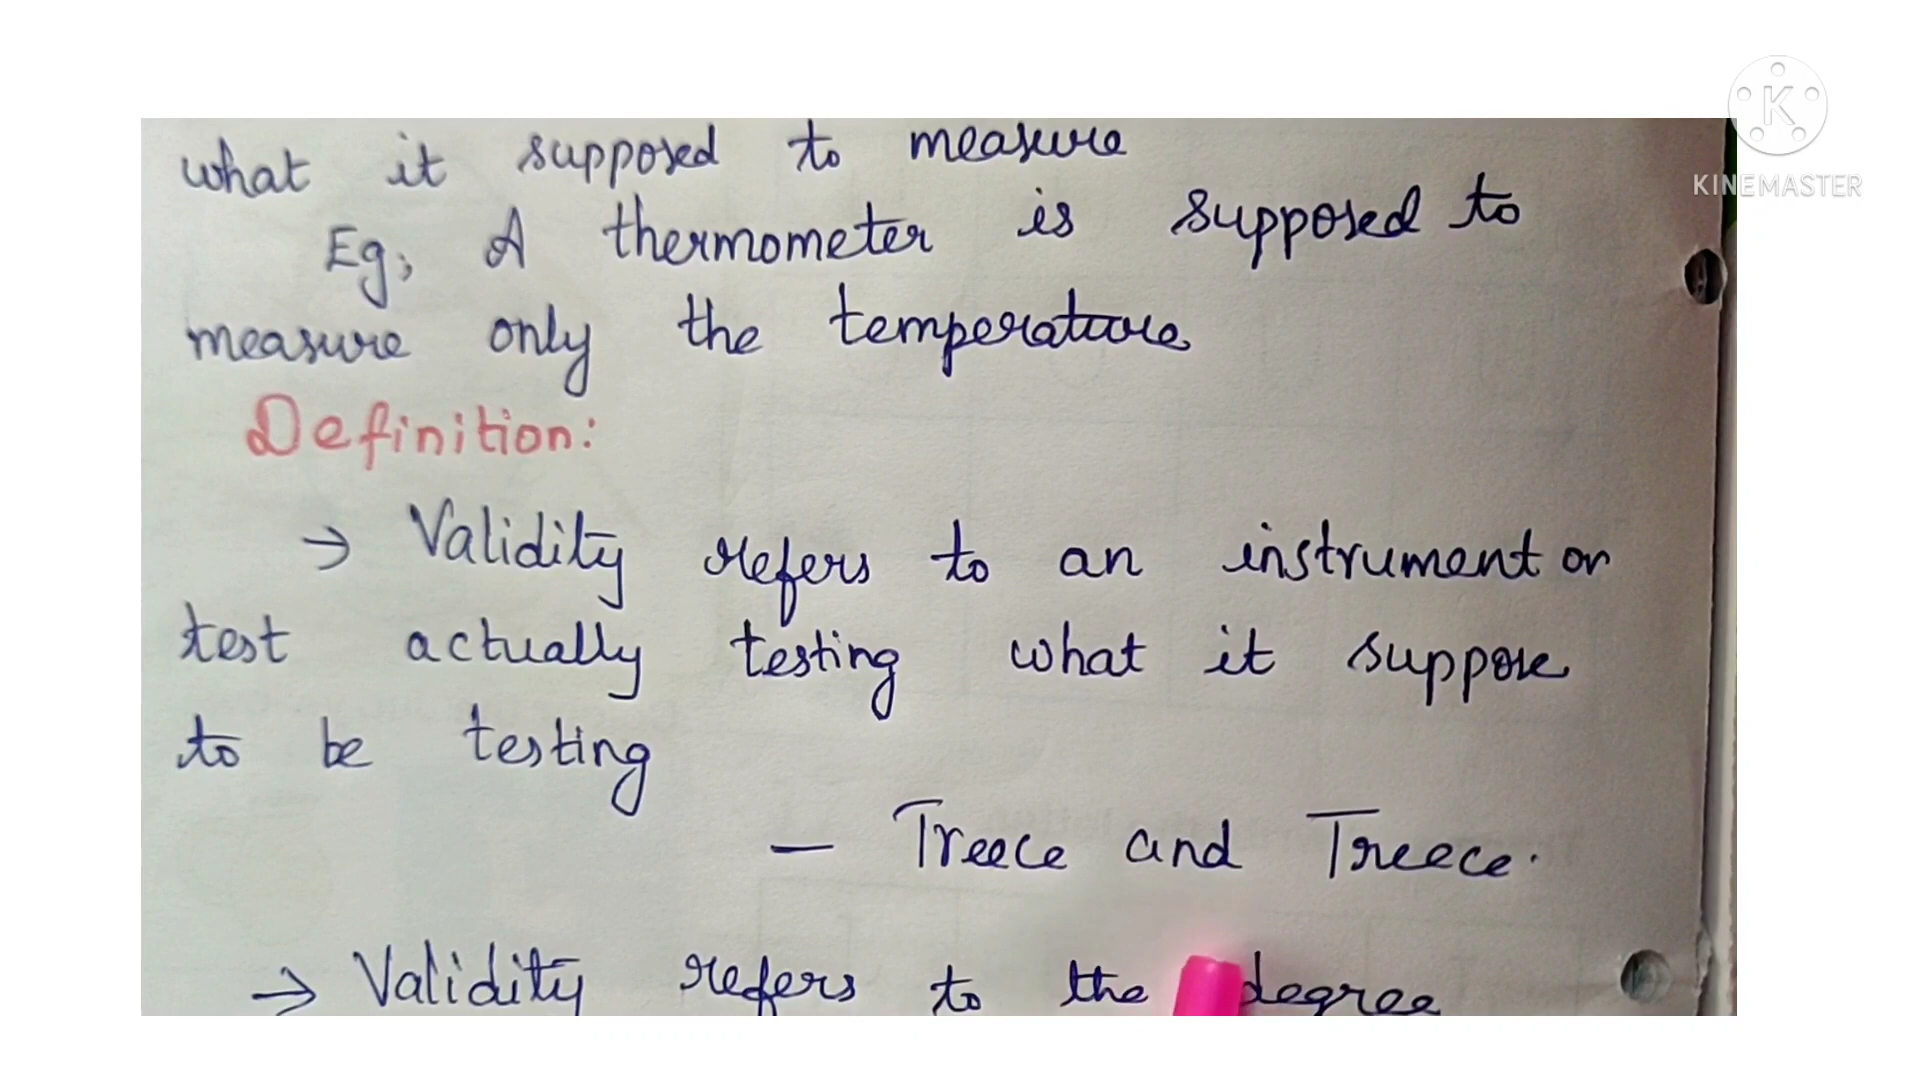 what it supposed to measure
Eg; A thermometer is supposed to
measure only the temperature
Definition:
→ Validity refers to an instrument or
test actually testing what it suppose
to be testing
— Treece and Treece.
→ Validity refers to the degree
K
KINEMASTER